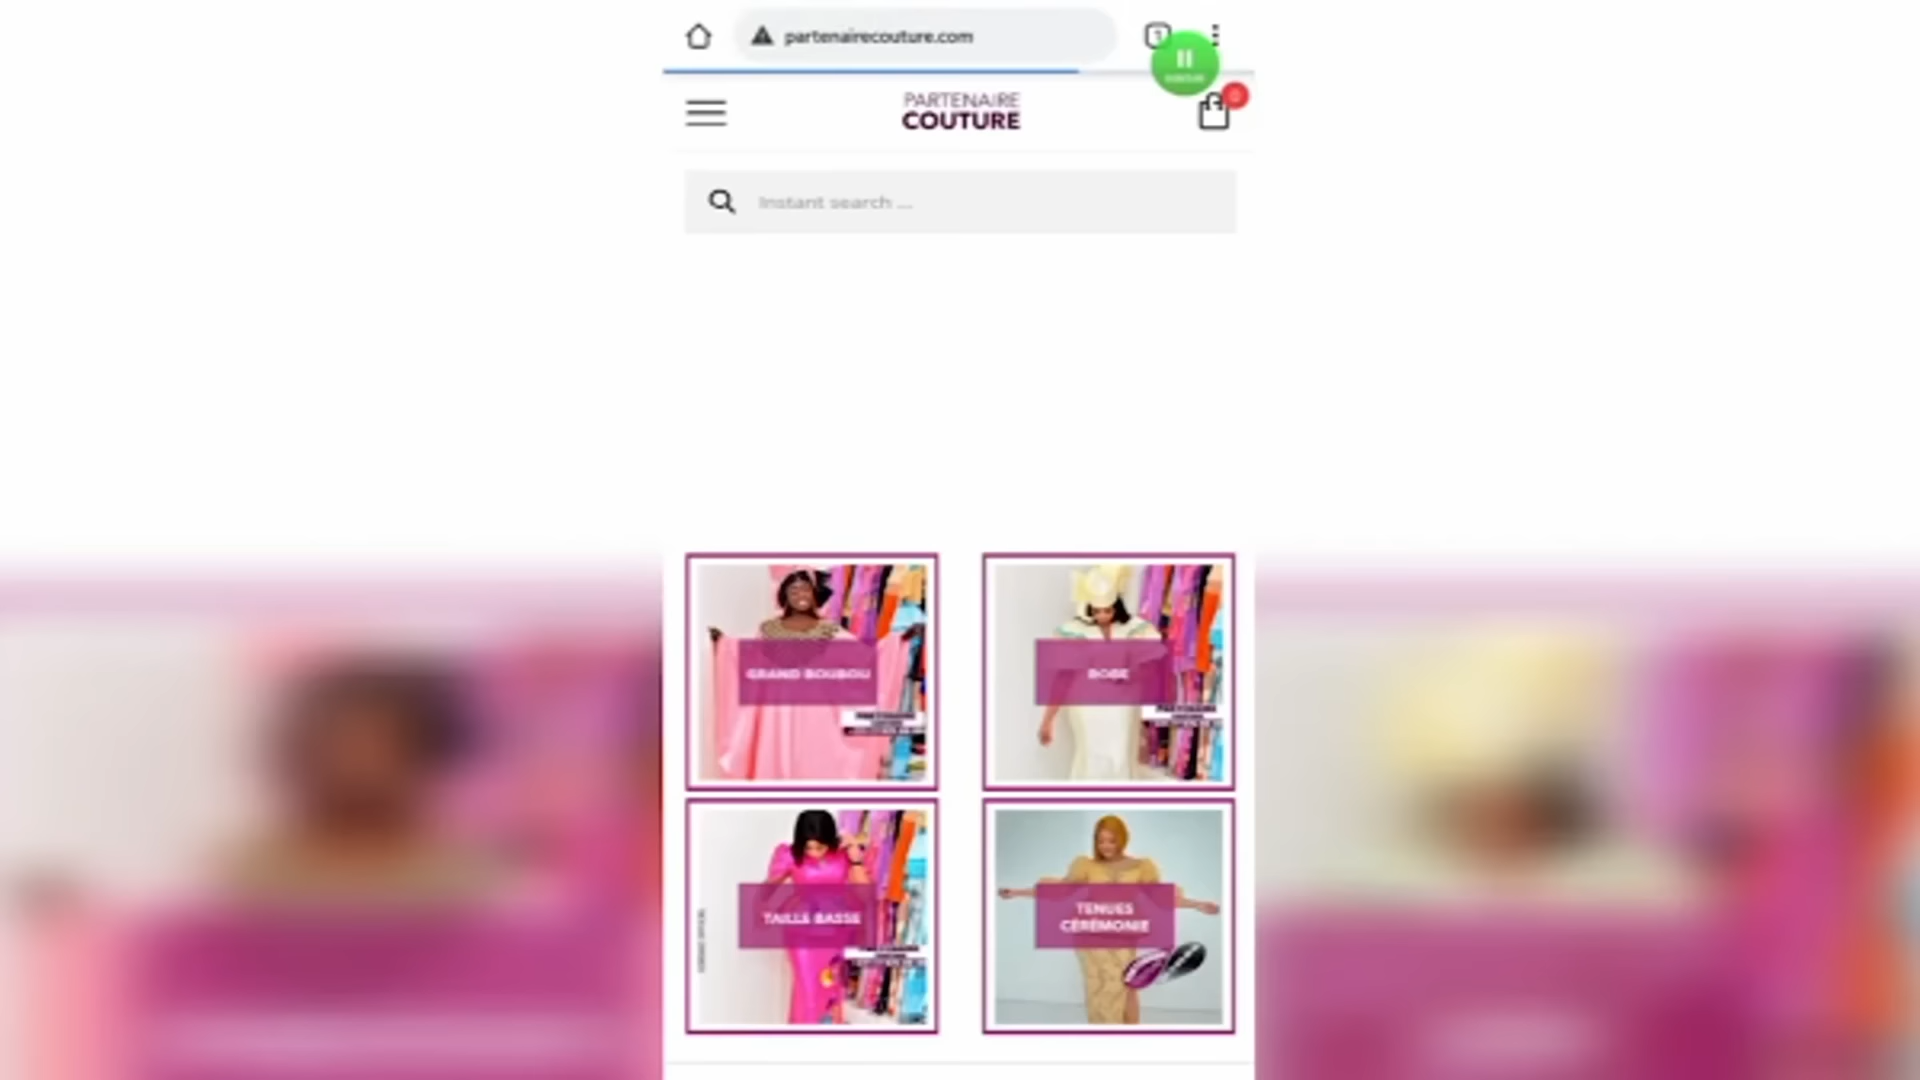 partenairecouture.com
PARTENAIRE
COUTURE
Instant search ...
GRAND BOUBOU
ROBE
TAILLE BASSE
TENUES
CÉRÉMONIE